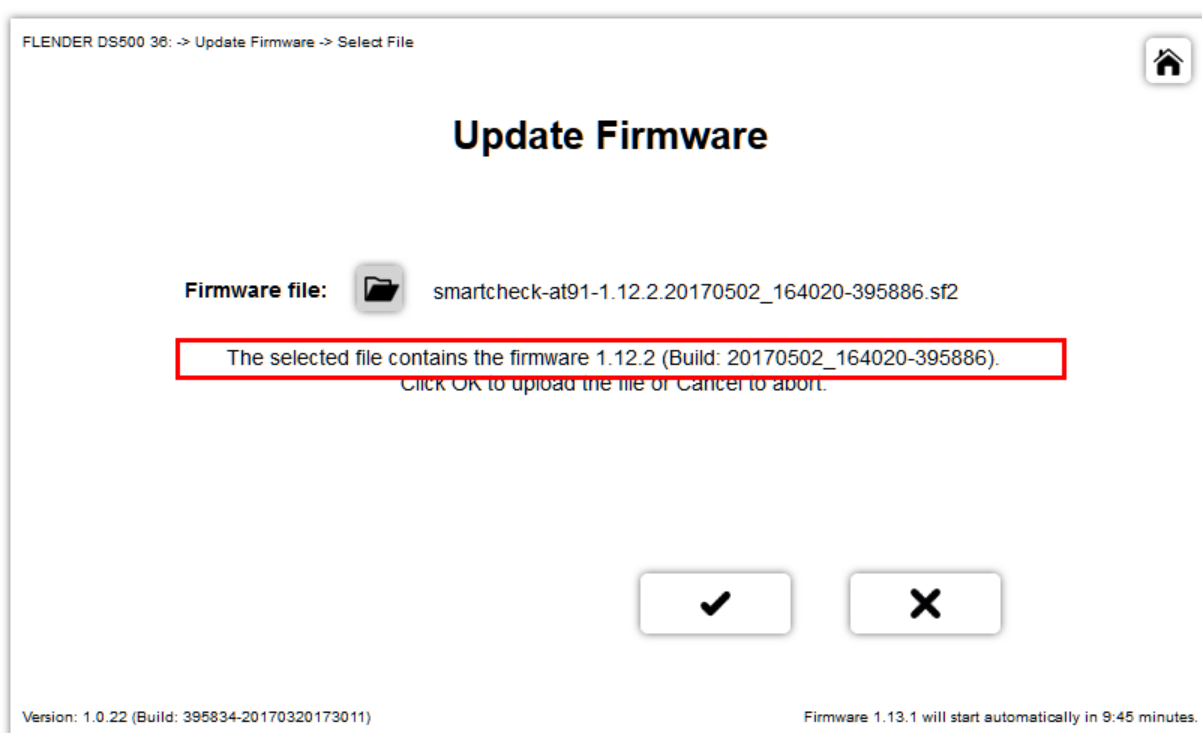 FLENDER DS500 36: -> Update Firmware -> Select File
Update Firmware
Firmware file: smartcheck-at91-1.12.2.20170502_164020-395886.sf2
The selected file contains the firmware 1.12.2 (Build: 20170502_164020-395886).
Click OK to upload the file or Cancel to abort.
Version: 1.0.22 (Build: 395834-20170320173011)
Firmware 1.13.1 will start automatically in 9:45 minutes.